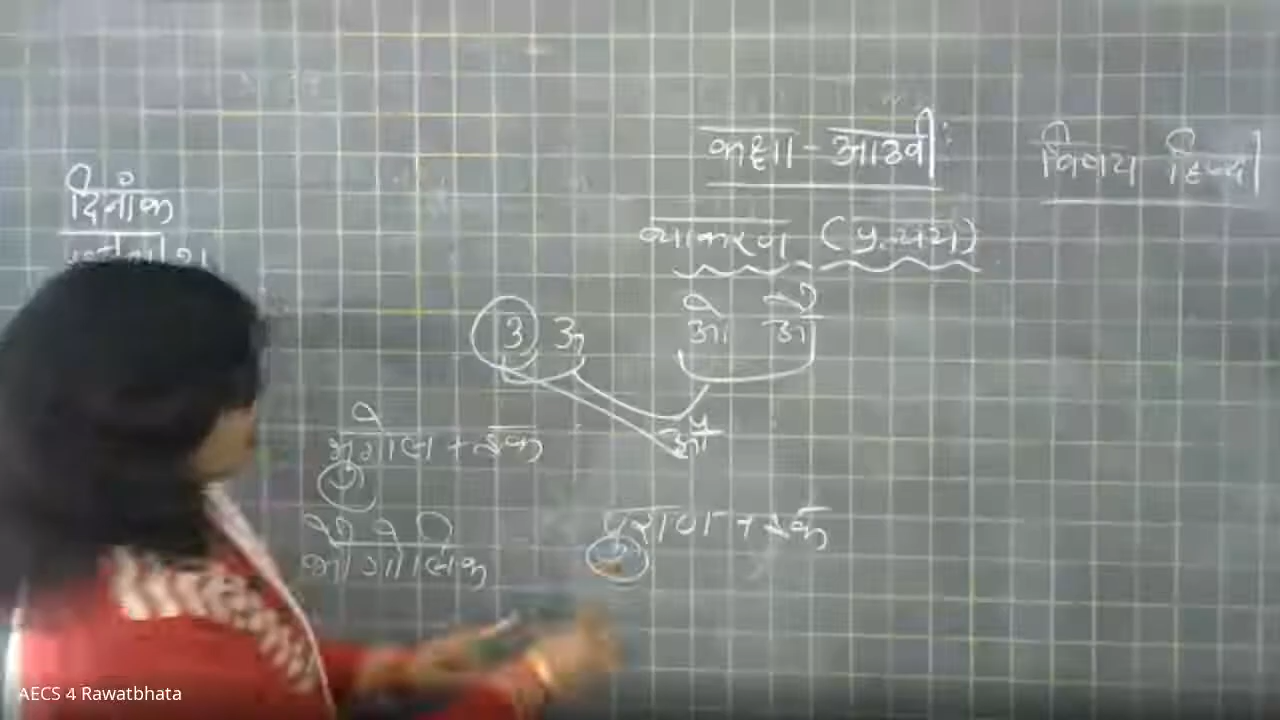 दिनांक
कक्षा - आठवीं
विषय हिन्दी
व्याकरण (प्रत्यय)
उ ऊ ओ औ
औ
भूगोल + इक
भौगोलिक
पुराण + इक
AECS 4 Rawatbhata